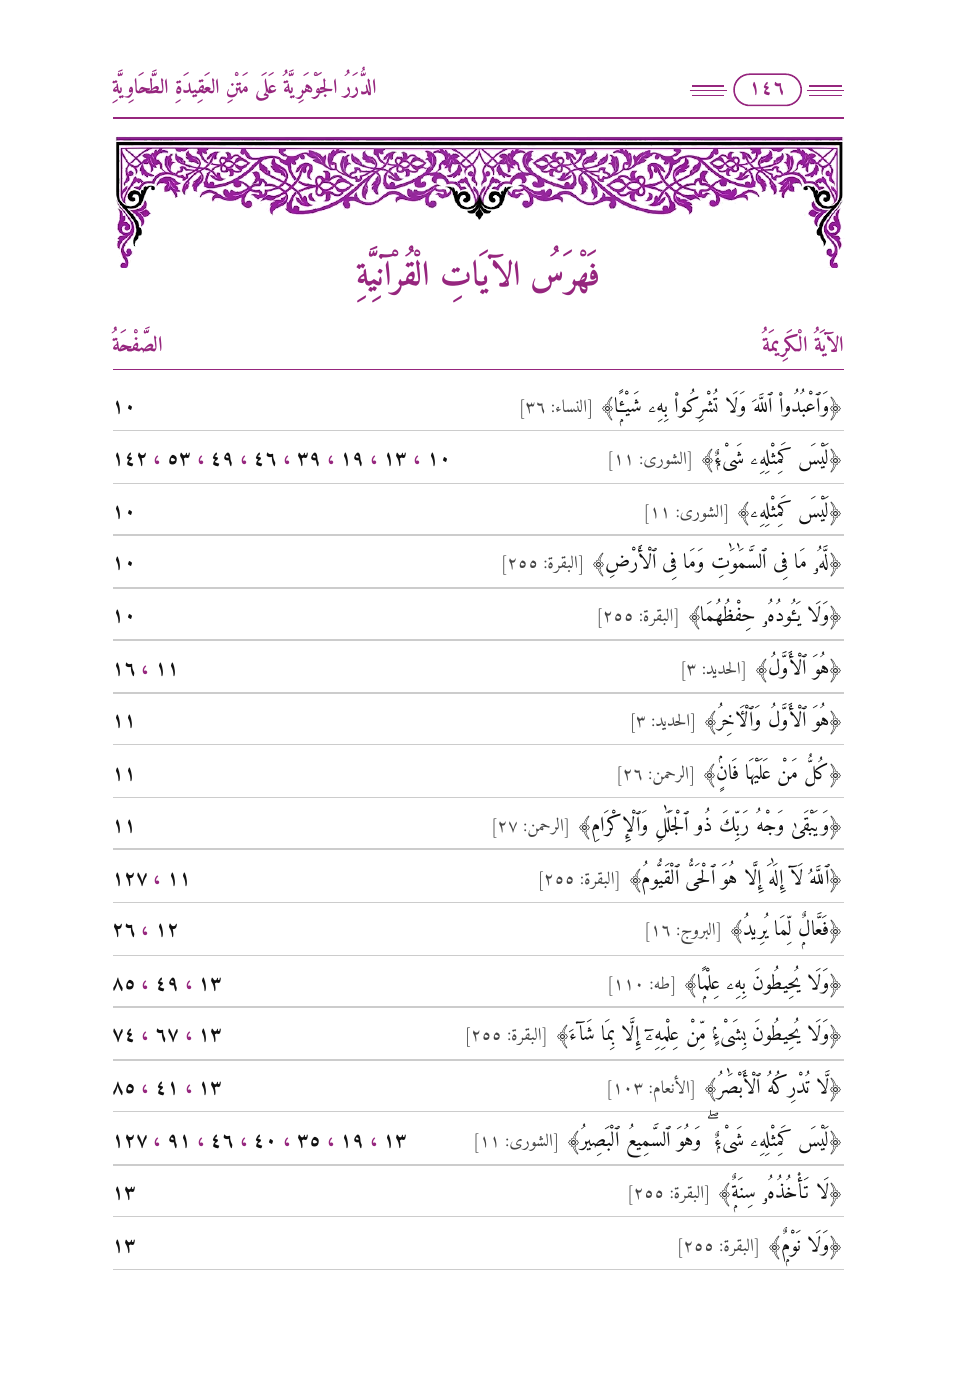 ١٤٦ الدُّرَرُ الجَوْهَرِيَّةُ عَلَى مَتْنِ العَقِيدَةِ الطَّحَاوِيَّةِ
فَهْرَسُ الآيَاتِ الْقُرْآنِيَّةِ
الآيَةُ الْكَرِيمَةُ الصَّفْحَةُ
﴿وَٱعْبُدُوا۟ ٱللَّهَ وَلَا تُشْرِكُوا۟ بِهِۦ شَيْـًٔا﴾ [النساء: ٣٦] ١٠
﴿لَيْسَ كَمِثْلِهِۦ شَىْءٌ﴾ [الشورى: ١١] ١٠ ، ١٣ ، ١٩ ، ٣٩ ، ٤٦ ، ٤٩ ، ٥٣ ، ١٤٢
﴿لَيْسَ كَمِثْلِهِۦ﴾ [الشورى: ١١] ١٠
﴿لَّهُۥ مَا فِى ٱلسَّمَٰوَٰتِ وَمَا فِى ٱلْأَرْضِ﴾ [البقرة: ٢٥٥] ١٠
﴿وَلَا يَـُٔودُهُۥ حِفْظُهُمَا﴾ [البقرة: ٢٥٥] ١٠
﴿هُوَ ٱلْأَوَّلُ﴾ [الحديد: ٣] ١١ ، ١٦
﴿هُوَ ٱلْأَوَّلُ وَٱلْـَٔاخِرُ﴾ [الحديد: ٣] ١١
﴿كُلُّ مَنْ عَلَيْهَا فَانٍ﴾ [الرحمن: ٢٦] ١١
﴿وَيَبْقَىٰ وَجْهُ رَبِّكَ ذُو ٱلْجَلَٰلِ وَٱلْإِكْرَامِ﴾ [الرحمن: ٢٧] ١١
﴿ٱللَّهُ لَآ إِلَٰهَ إِلَّا هُوَ ٱلْحَىُّ ٱلْقَيُّومُ﴾ [البقرة: ٢٥٥] ١١ ، ١٢٧
﴿فَعَّالٌ لِّمَا يُرِيدُ﴾ [البروج: ١٦] ١٢ ، ٢٦
﴿وَلَا يُحِيطُونَ بِهِۦ عِلْمًا﴾ [طه: ١١٠] ١٣ ، ٤٩ ، ٨٥
﴿وَلَا يُحِيطُونَ بِشَىْءٍ مِّنْ عِلْمِهِۦٓ إِلَّا بِمَا شَآءَ﴾ [البقرة: ٢٥٥] ١٣ ، ٦٧ ، ٧٤
﴿لَّا تُدْرِكُهُ ٱلْأَبْصَٰرُ﴾ [الأنعام: ١٠٣] ١٣ ، ٤١ ، ٨٥
﴿لَيْسَ كَمِثْلِهِۦ شَىْءٌ ۖ وَهُوَ ٱلسَّمِيعُ ٱلْبَصِيرُ﴾ [الشورى: ١١] ١٣ ، ١٩ ، ٣٥ ، ٤٠ ، ٤٦ ، ٩١ ، ١٢٧
﴿لَا تَأْخُذُهُۥ سِنَةٌ﴾ [البقرة: ٢٥٥] ١٣
﴿وَلَا نَوْمٌ﴾ [البقرة: ٢٥٥] ١٣